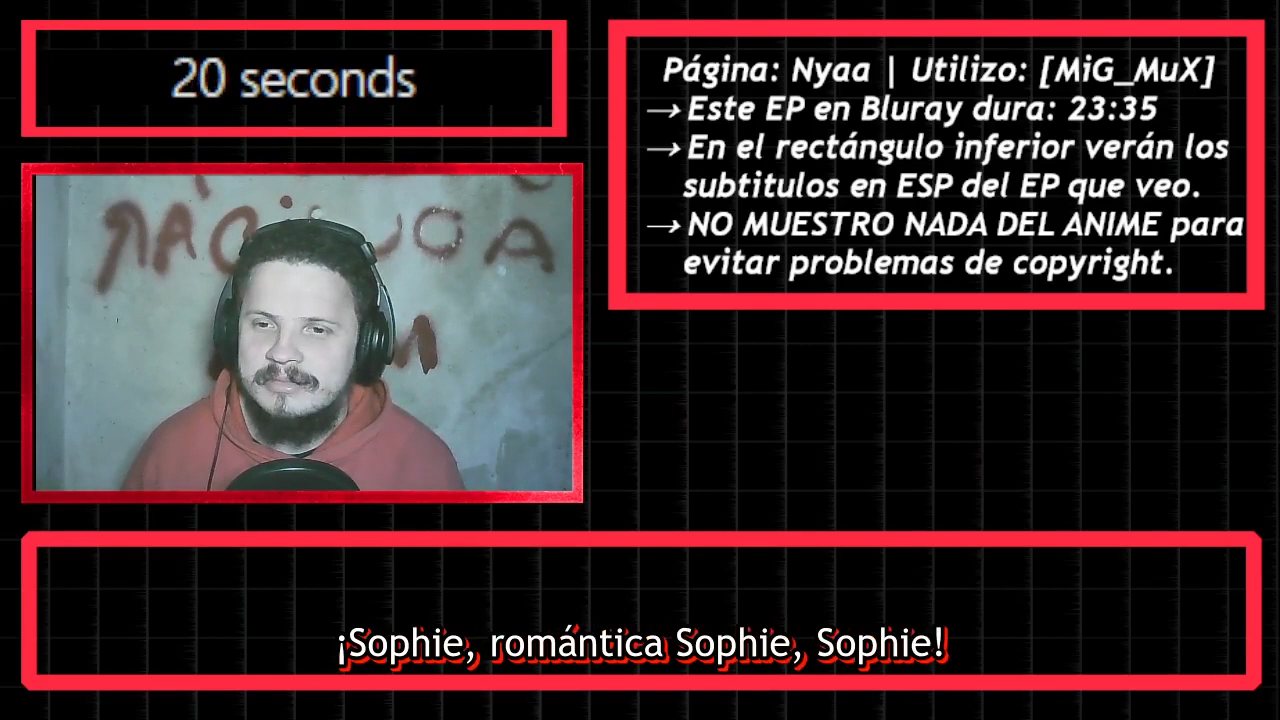 20 seconds
Página: Nyaa | Utilizo: [MiG_MuX]
→ Este EP en Bluray dura: 23:35
→ En el rectángulo inferior verán los
subtitulos en ESP del EP que veo.
→ NO MUESTRO NADA DEL ANIME para
evitar problemas de copyright.
¡Sophie, romántica Sophie, Sophie!